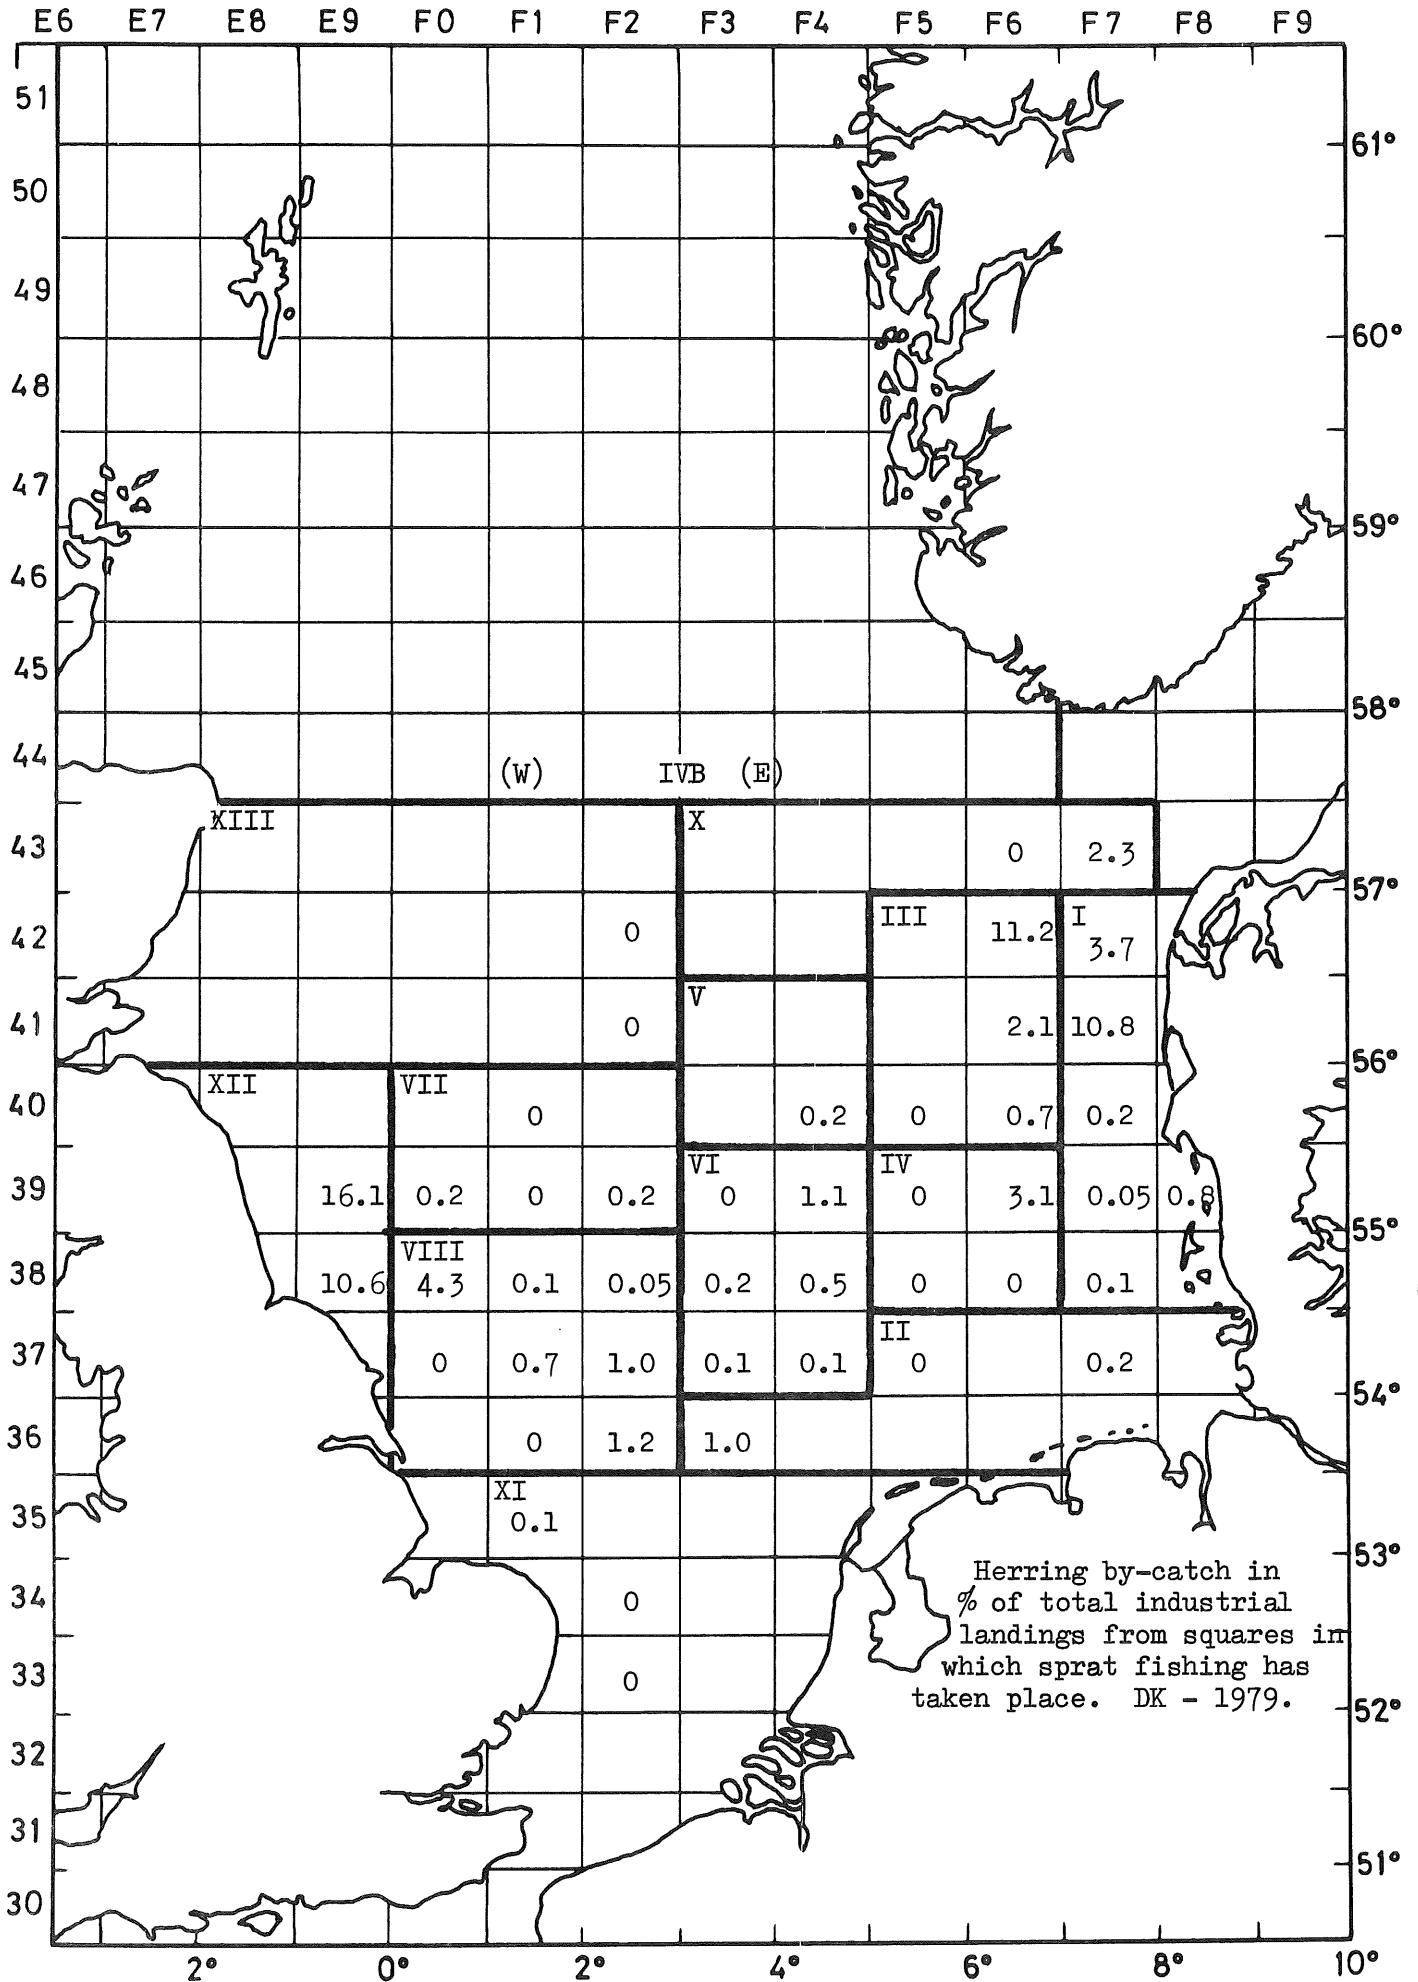 E6 E7 E8 E9 F0 F1 F2 F3 F4 F5 F6 F7 F8 F9
51
61°
50
49
60°
48
47
59°
46
45
58°
44 (W) IVB (E)
XIII X
43 0 2.3
57°
III I
42 0 11.2 3.7
V
41 0 2.1 10.8
56°
XII VII
40 0 0.2 0 0.7 0.2
VI IV
39 16.1 0.2 0 0.2 0 1.1 0 3.1 0.05 0.8
55°
VIII
38 10.6 4.3 0.1 0.05 0.2 0.5 0 0 0.1
II
37 0 0.7 1.0 0.1 0.1 0 0.2
54°
36 0 1.2 1.0
XI
35 0.1
53°
Herring by-catch in
34 0 % of total industrial
landings from squares in
33 0 which sprat fishing has
taken place. DK - 1979.
52°
32
31
51°
30
2° 0° 2° 4° 6° 8° 10°